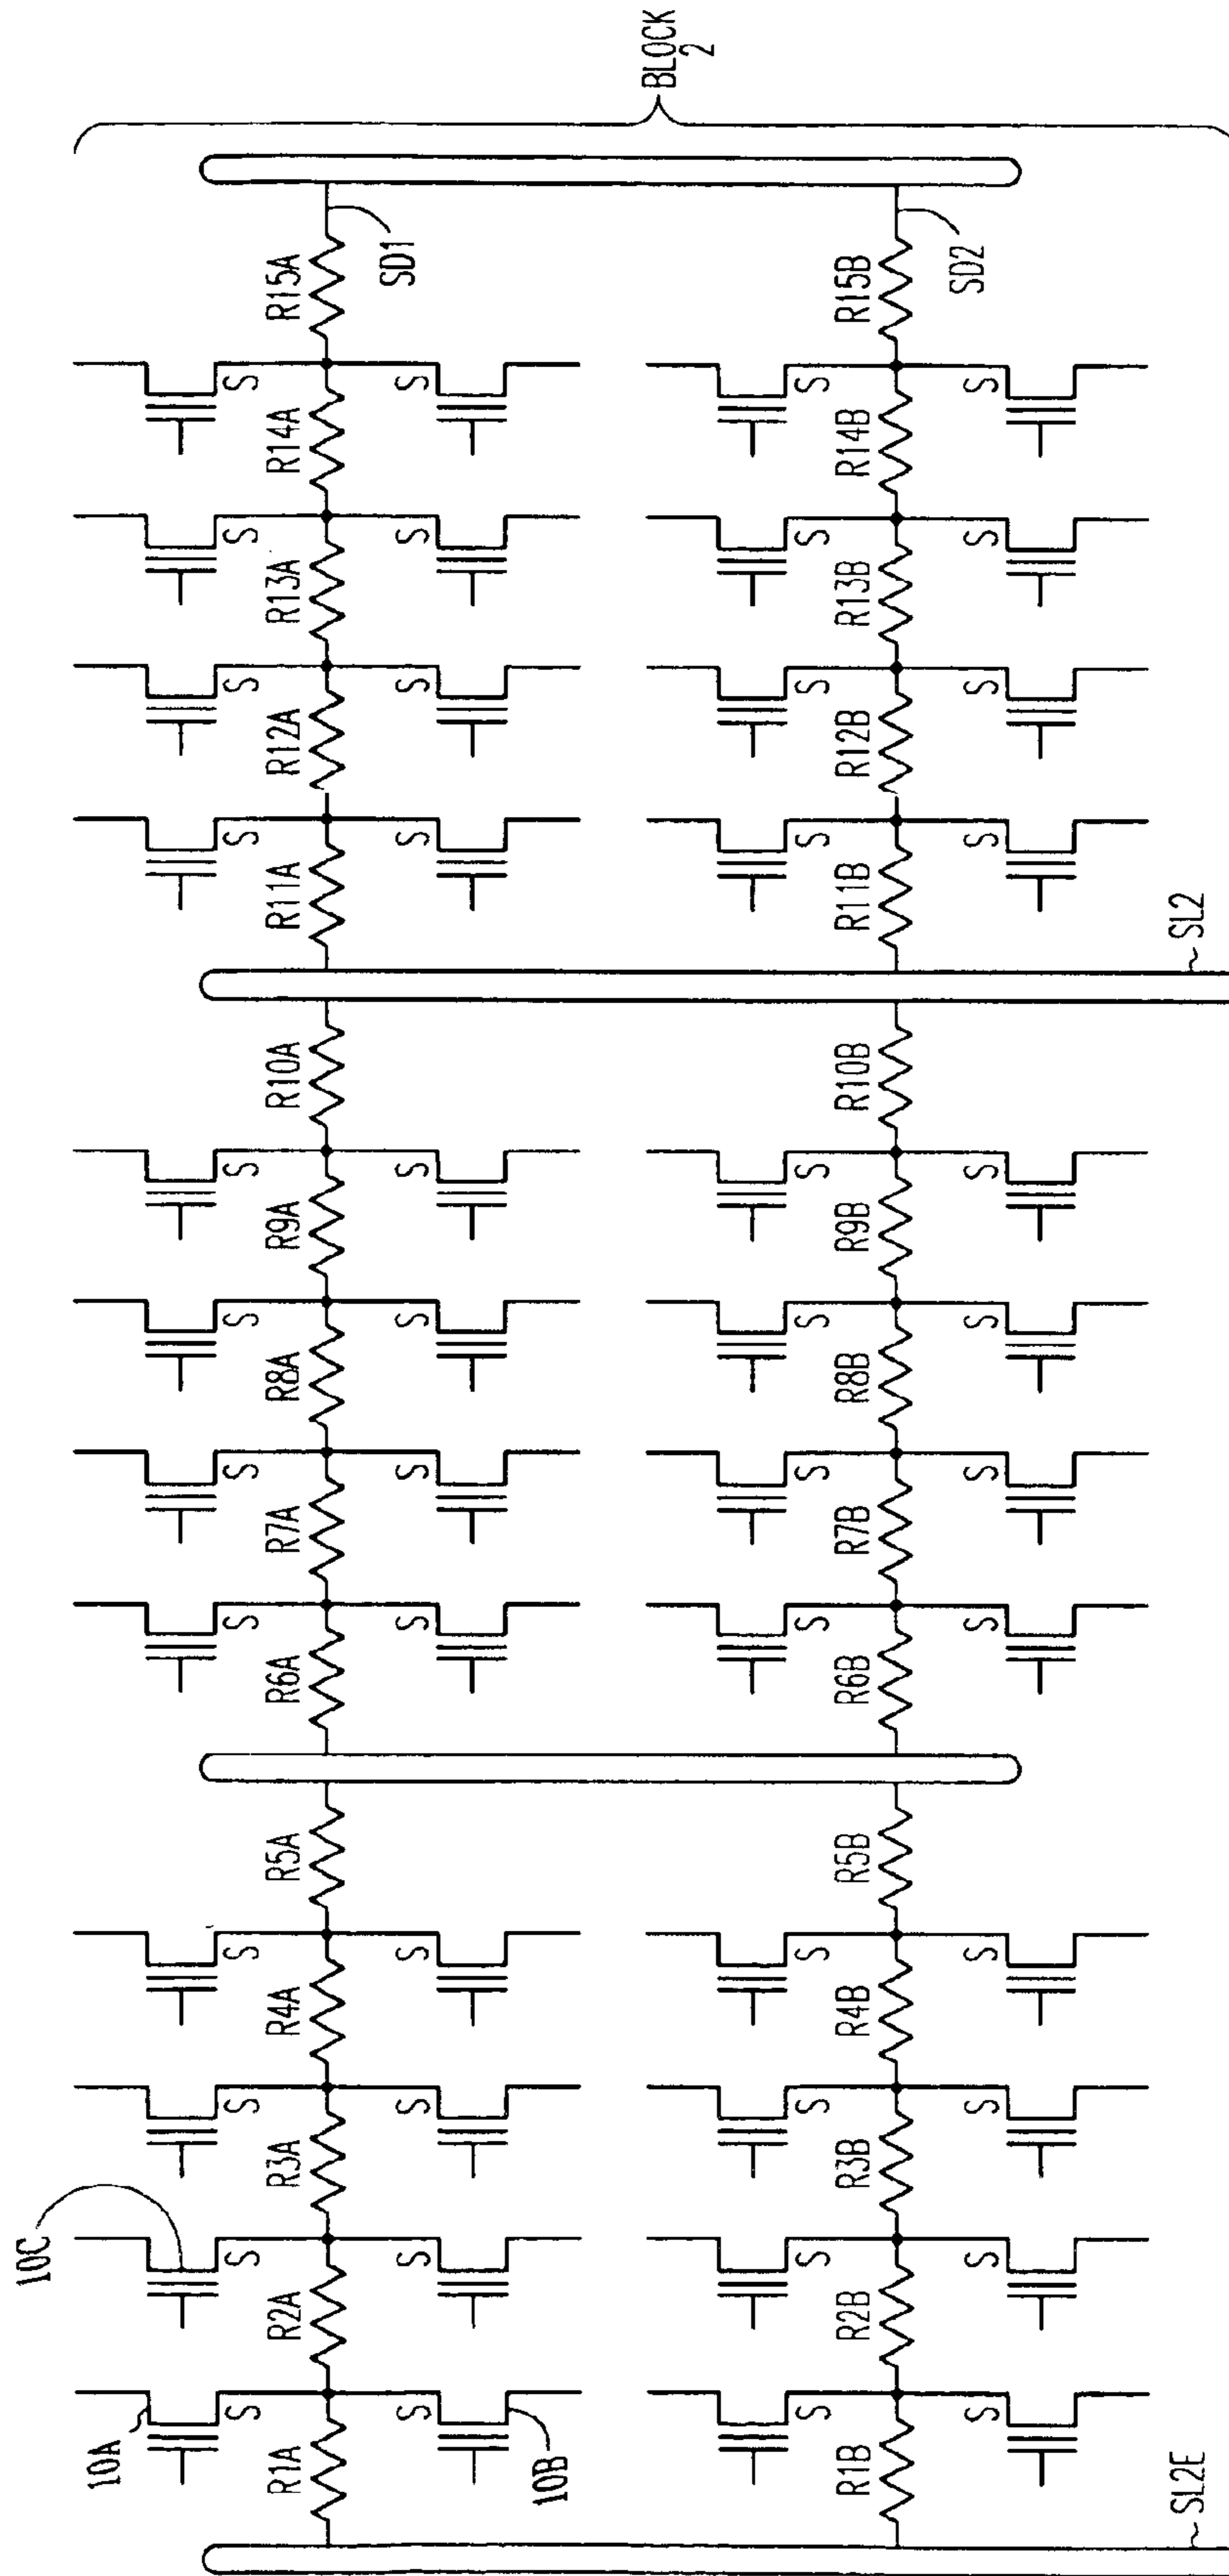 10C
10A
S S S S S S S S S S S S
R1A R2A R3A R4A R5A R6A R7A R8A R9A R10A R11A R12A R13A R14A R15A
S S S S S S S S S S S S
SD1
10B
BLOCK
2
S S S S S S S S S S S S
R1B R2B R3B R4B R5B R6B R7B R8B R9B R10B R11B R12B R13B R14B R15B
S S S S S S S S S S S S
SD2
SL2E
SL2